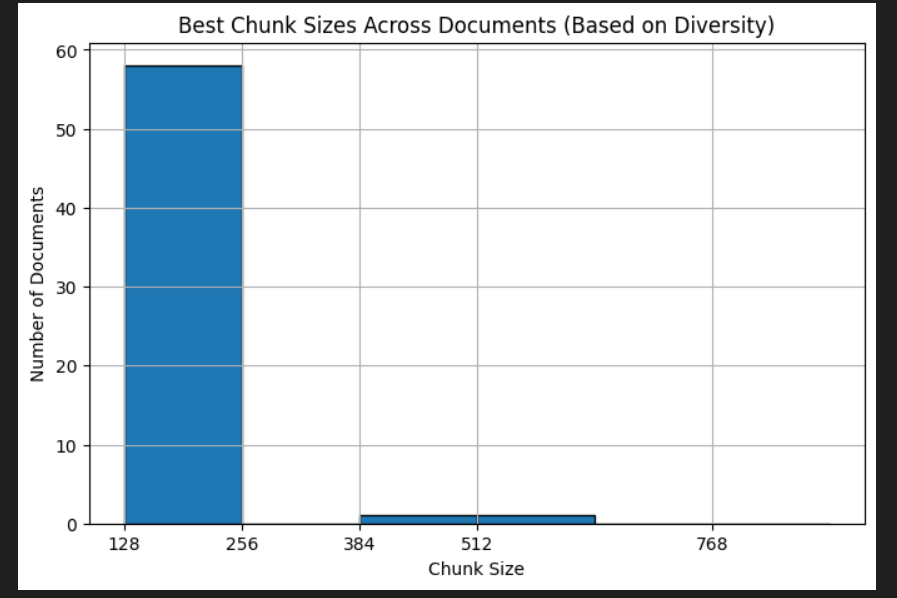 Best Chunk Sizes Across Documents (Based on Diversity)
60
50
40
30
20
10
0
Number of Documents
128 256 384 512 768
Chunk Size